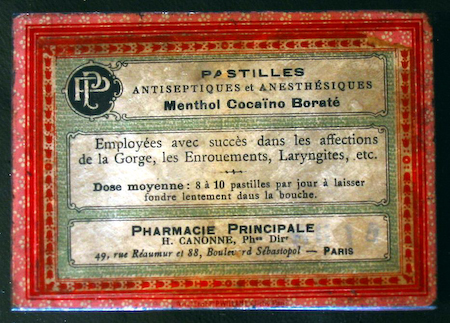 PP
PASTILLES
ANTISEPTIQUES et ANESTHÉSIQUES
Menthol Cocaïno Boraté
Employées avec succès dans les affections
de la Gorge, les Enrouements, Laryngites, etc.
Dose moyenne : 8 à 10 pastilles par jour à laisser
fondre lentement dans la bouche.
PHARMACIE PRINCIPALE
H. CANONNE, Phen Dir
49, rue Réaumur et 88, Boulevard Sébastopol — PARIS